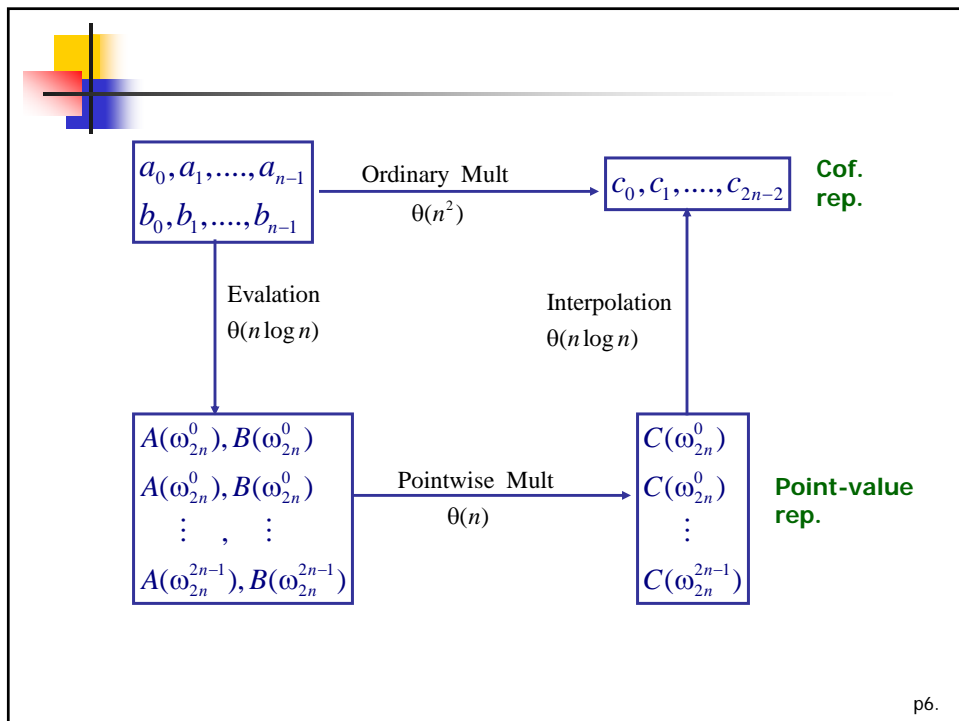 a_0, a_1, ...., a_{n-1}
b_0, b_1, ...., b_{n-1}
Ordinary Mult
θ(n^2)
c_0, c_1, ...., c_{2n-2}
Cof.
rep.
Evalation
θ(n log n)
Interpolation
θ(n log n)
A(ω_{2n}^0), B(ω_{2n}^0)
A(ω_{2n}^0), B(ω_{2n}^0)
⋮ , ⋮
A(ω_{2n}^{2n-1}), B(ω_{2n}^{2n-1})
Pointwise Mult
θ(n)
C(ω_{2n}^0)
C(ω_{2n}^0)
⋮
C(ω_{2n}^{2n-1})
Point-value
rep.
p6.